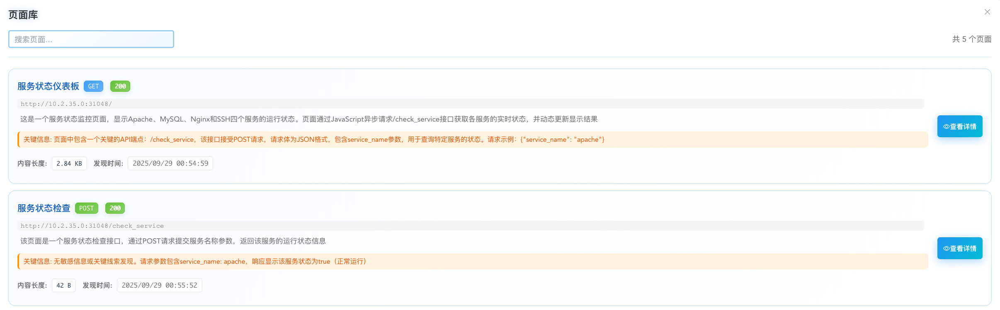 页面库
搜索页面...
共 5 个页面
服务状态仪表板 GET 200
http://10.2.35.0:31048/
这是一个服务状态监控页面，显示Apache、MySQL、Nginx和SSH四个服务的运行状态。页面通过JavaScript异步请求/check_service接口获取各服务的实时状态，并动态更新显示结果
关键信息: 页面中包含一个关键的API端点：/check_service，该接口接受POST请求，请求体为JSON格式，包含service_name参数，用于查询特定服务的状态。请求示例：{"service_name": "apache"}
查看详情
内容长度: 2.84 KB 发现时间: 2025/09/29 00:54:59
服务状态检查 POST 200
http://10.2.35.0:31048/check_service
该页面是一个服务状态检查接口，通过POST请求提交服务名称参数，返回该服务的运行状态信息
查看详情
关键信息: 无敏感信息或关键线索发现。请求参数包含service_name: apache，响应显示该服务状态为true（正常运行）
内容长度: 42 B 发现时间: 2025/09/29 00:55:52